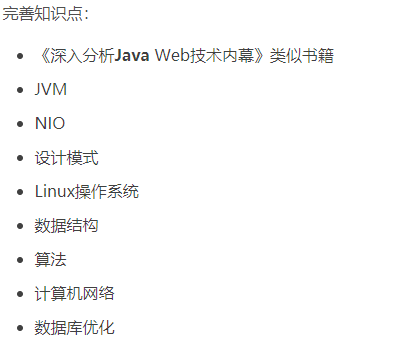 完善知识点：
《深入分析Java Web技术内幕》类似书籍
JVM
NIO
设计模式
Linux操作系统
数据结构
算法
计算机网络
数据库优化